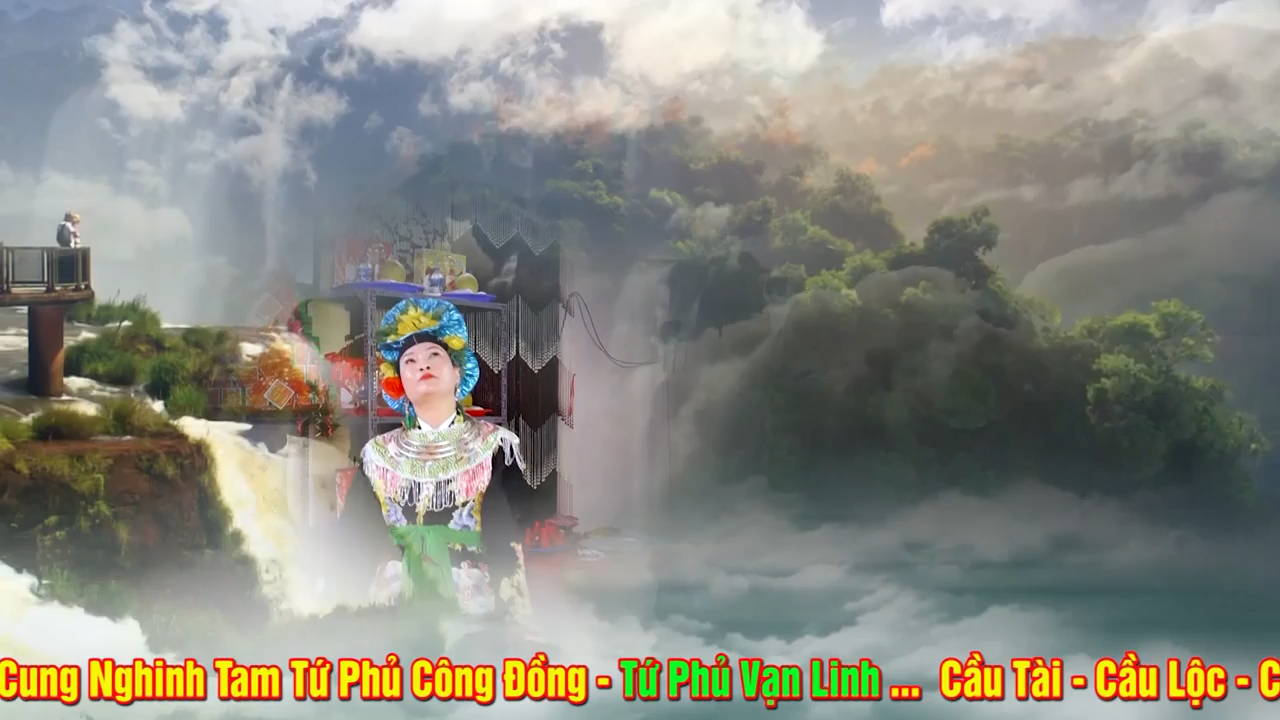 Cung Nghinh Tam Tứ Phủ Công Đồng - Tứ Phủ Vạn Linh ... Cầu Tài - Cầu Lộc - C